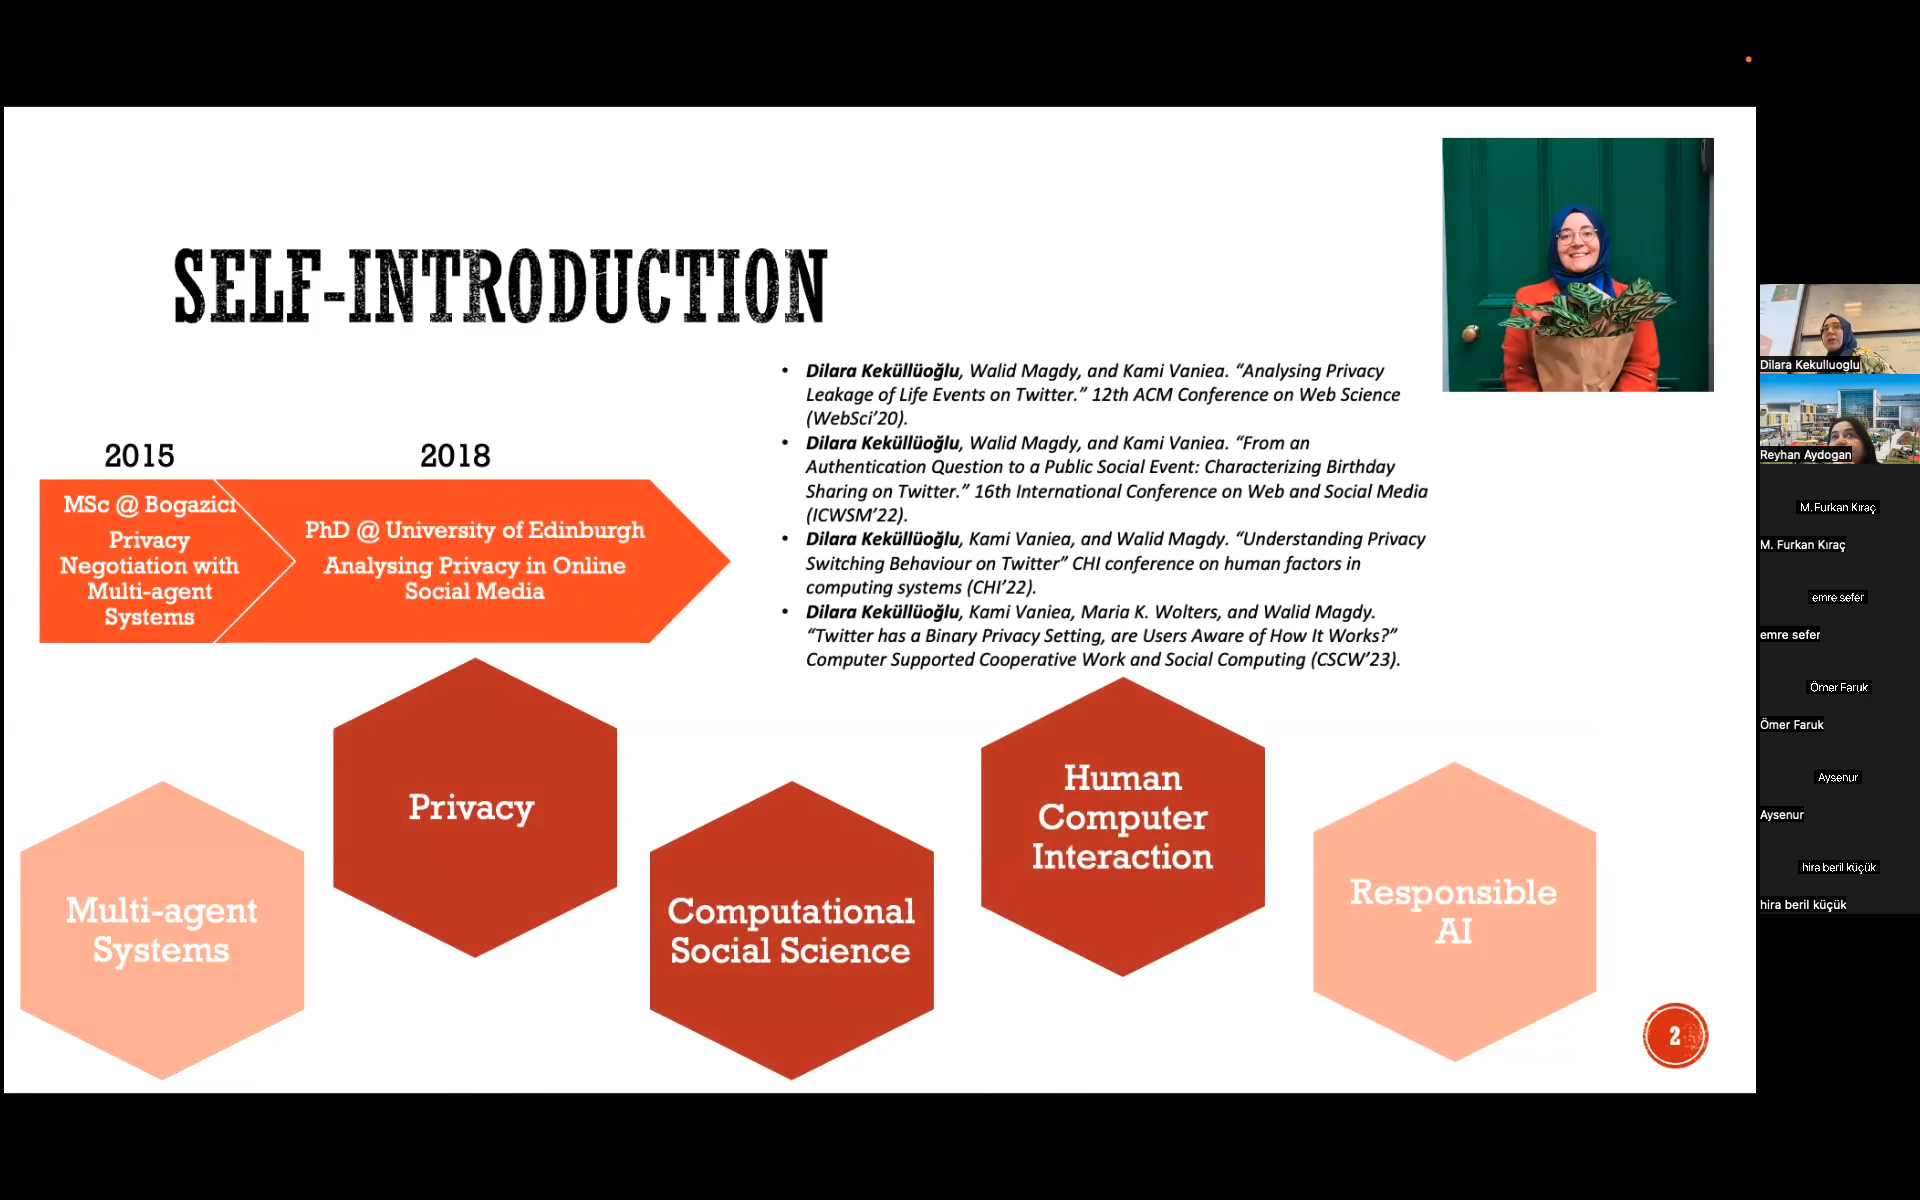 SELF-INTRODUCTION
2015
2018
MSc @ Bogazici
Privacy
Negotiation with
Multi-agent
Systems
PhD @ University of Edinburgh
Analysing Privacy in Online
Social Media
• Dilara Keküllüoğlu, Walid Magdy, and Kami Vaniea. “Analysing Privacy
Leakage of Life Events on Twitter.” 12th ACM Conference on Web Science
(WebSci’20).
• Dilara Keküllüoğlu, Walid Magdy, and Kami Vaniea. “From an
Authentication Question to a Public Social Event: Characterizing Birthday
Sharing on Twitter.” 16th International Conference on Web and Social Media
(ICWSM’22).
• Dilara Keküllüoğlu, Kami Vaniea, and Walid Magdy. “Understanding Privacy
Switching Behaviour on Twitter” CHI conference on human factors in
computing systems (CHI’22).
• Dilara Keküllüoğlu, Kami Vaniea, Maria K. Wolters, and Walid Magdy.
“Twitter has a Binary Privacy Setting, are Users Aware of How It Works?”
Computer Supported Cooperative Work and Social Computing (CSCW’23).
Multi-agent
Systems
Privacy
Computational
Social Science
Human
Computer
Interaction
Responsible
AI
2
Dilara Kekulluoglu
Reyhan Aydogan
M. Furkan Kıraç
M. Furkan Kıraç
emre sefer
emre sefer
Ömer Faruk
Ömer Faruk
Aysenur
Aysenur
hira beril küçük
hira beril küçük